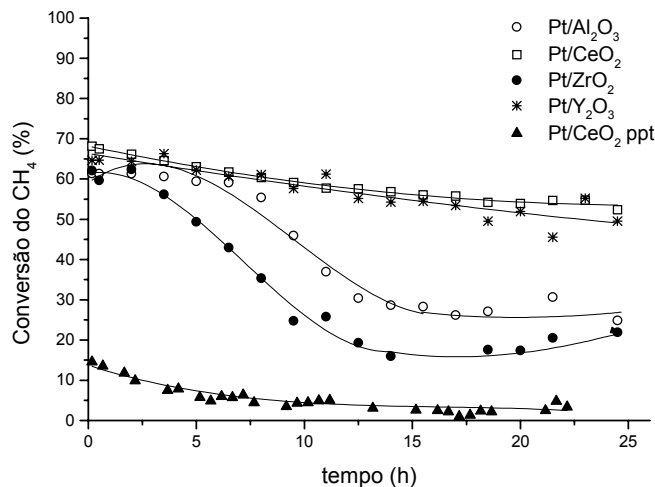 100
90
80
70
60
50
40
30
20
10
0
Conversão do CH₄ (%)
Pt/Al₂O₃
Pt/CeO₂
Pt/ZrO₂
Pt/Y₂O₃
Pt/CeO₂ ppt
0 5 10 15 20 25
tempo (h)